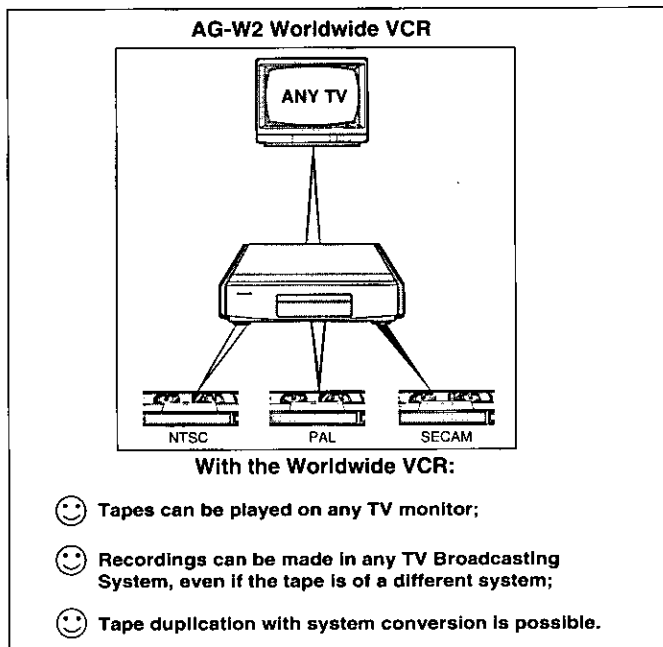 AG-W2 Worldwide VCR
ANY TV
NTSC PAL SECAM
With the Worldwide VCR:
Tapes can be played on any TV monitor;
Recordings can be made in any TV Broadcasting
System, even if the tape is of a different system;
Tape duplication with system conversion is possible.